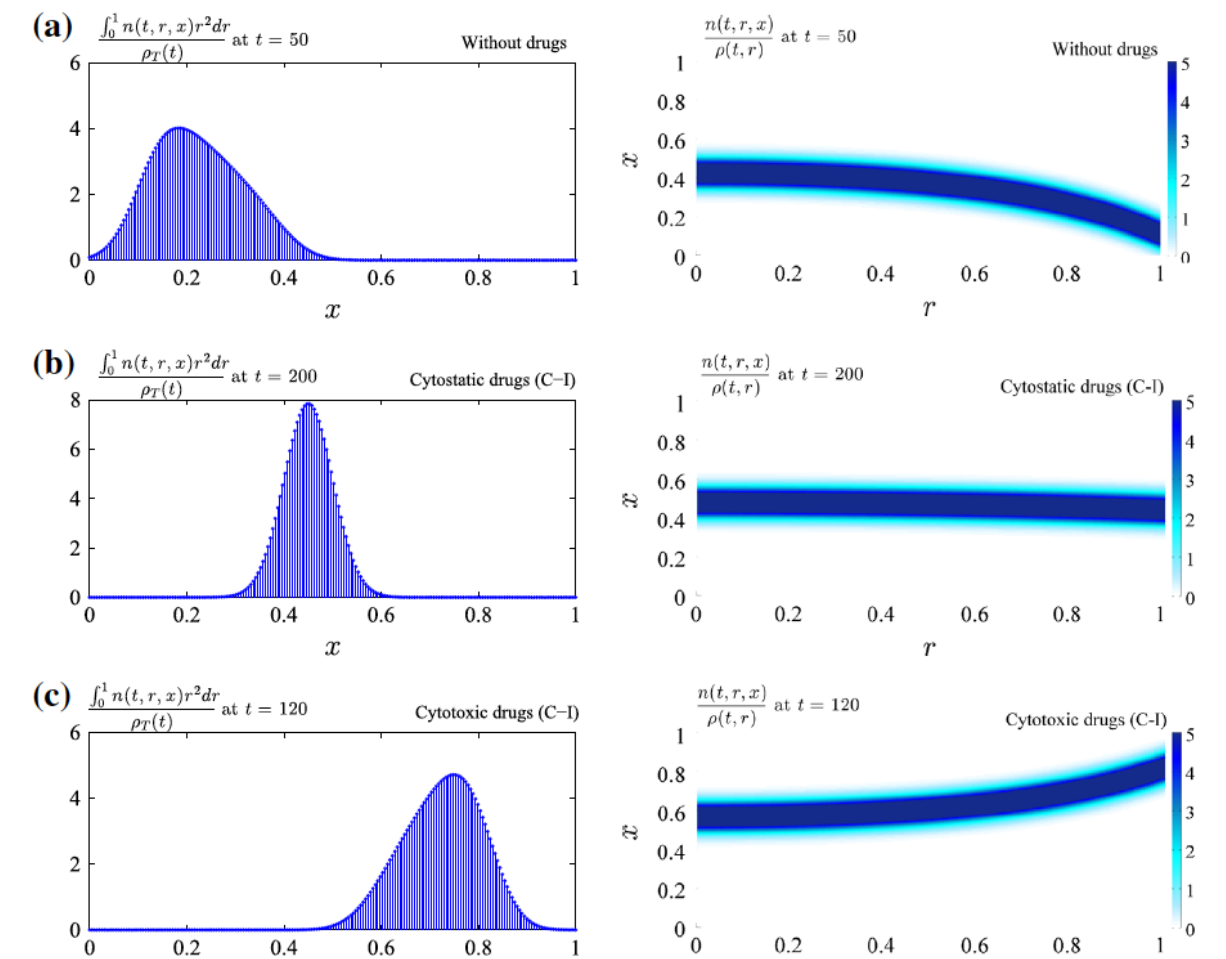 (a) ∫₀¹ n(t, r, x)r²dr / ρ_T(t) at t = 50 Without drugs
6
4
2
0
0 0.2 0.4 0.6 0.8 1
x
n(t, r, x) / ρ(t, r) at t = 50 Without drugs
1
0.8
0.6
0.4
0.2
0
x
0 0.2 0.4 0.6 0.8 1
r
5
4
3
2
1
0
(b) ∫₀¹ n(t, r, x)r²dr / ρ_T(t) at t = 200 Cytostatic drugs (C–I)
8
6
4
2
0
0 0.2 0.4 0.6 0.8 1
x
n(t, r, x) / ρ(t, r) at t = 200 Cytostatic drugs (C-I)
1
0.8
0.6
0.4
0.2
0
x
0 0.2 0.4 0.6 0.8 1
r
5
4
3
2
1
0
(c) ∫₀¹ n(t, r, x)r²dr / ρ_T(t) at t = 120 Cytotoxic drugs (C–I)
6
4
2
0
0 0.2 0.4 0.6 0.8 1
n(t, r, x) / ρ(t, r) at t = 120 Cytotoxic drugs (C-I)
1
0.8
0.6
0.4
0.2
0
x
0 0.2 0.4 0.6 0.8 1
5
4
3
2
1
0